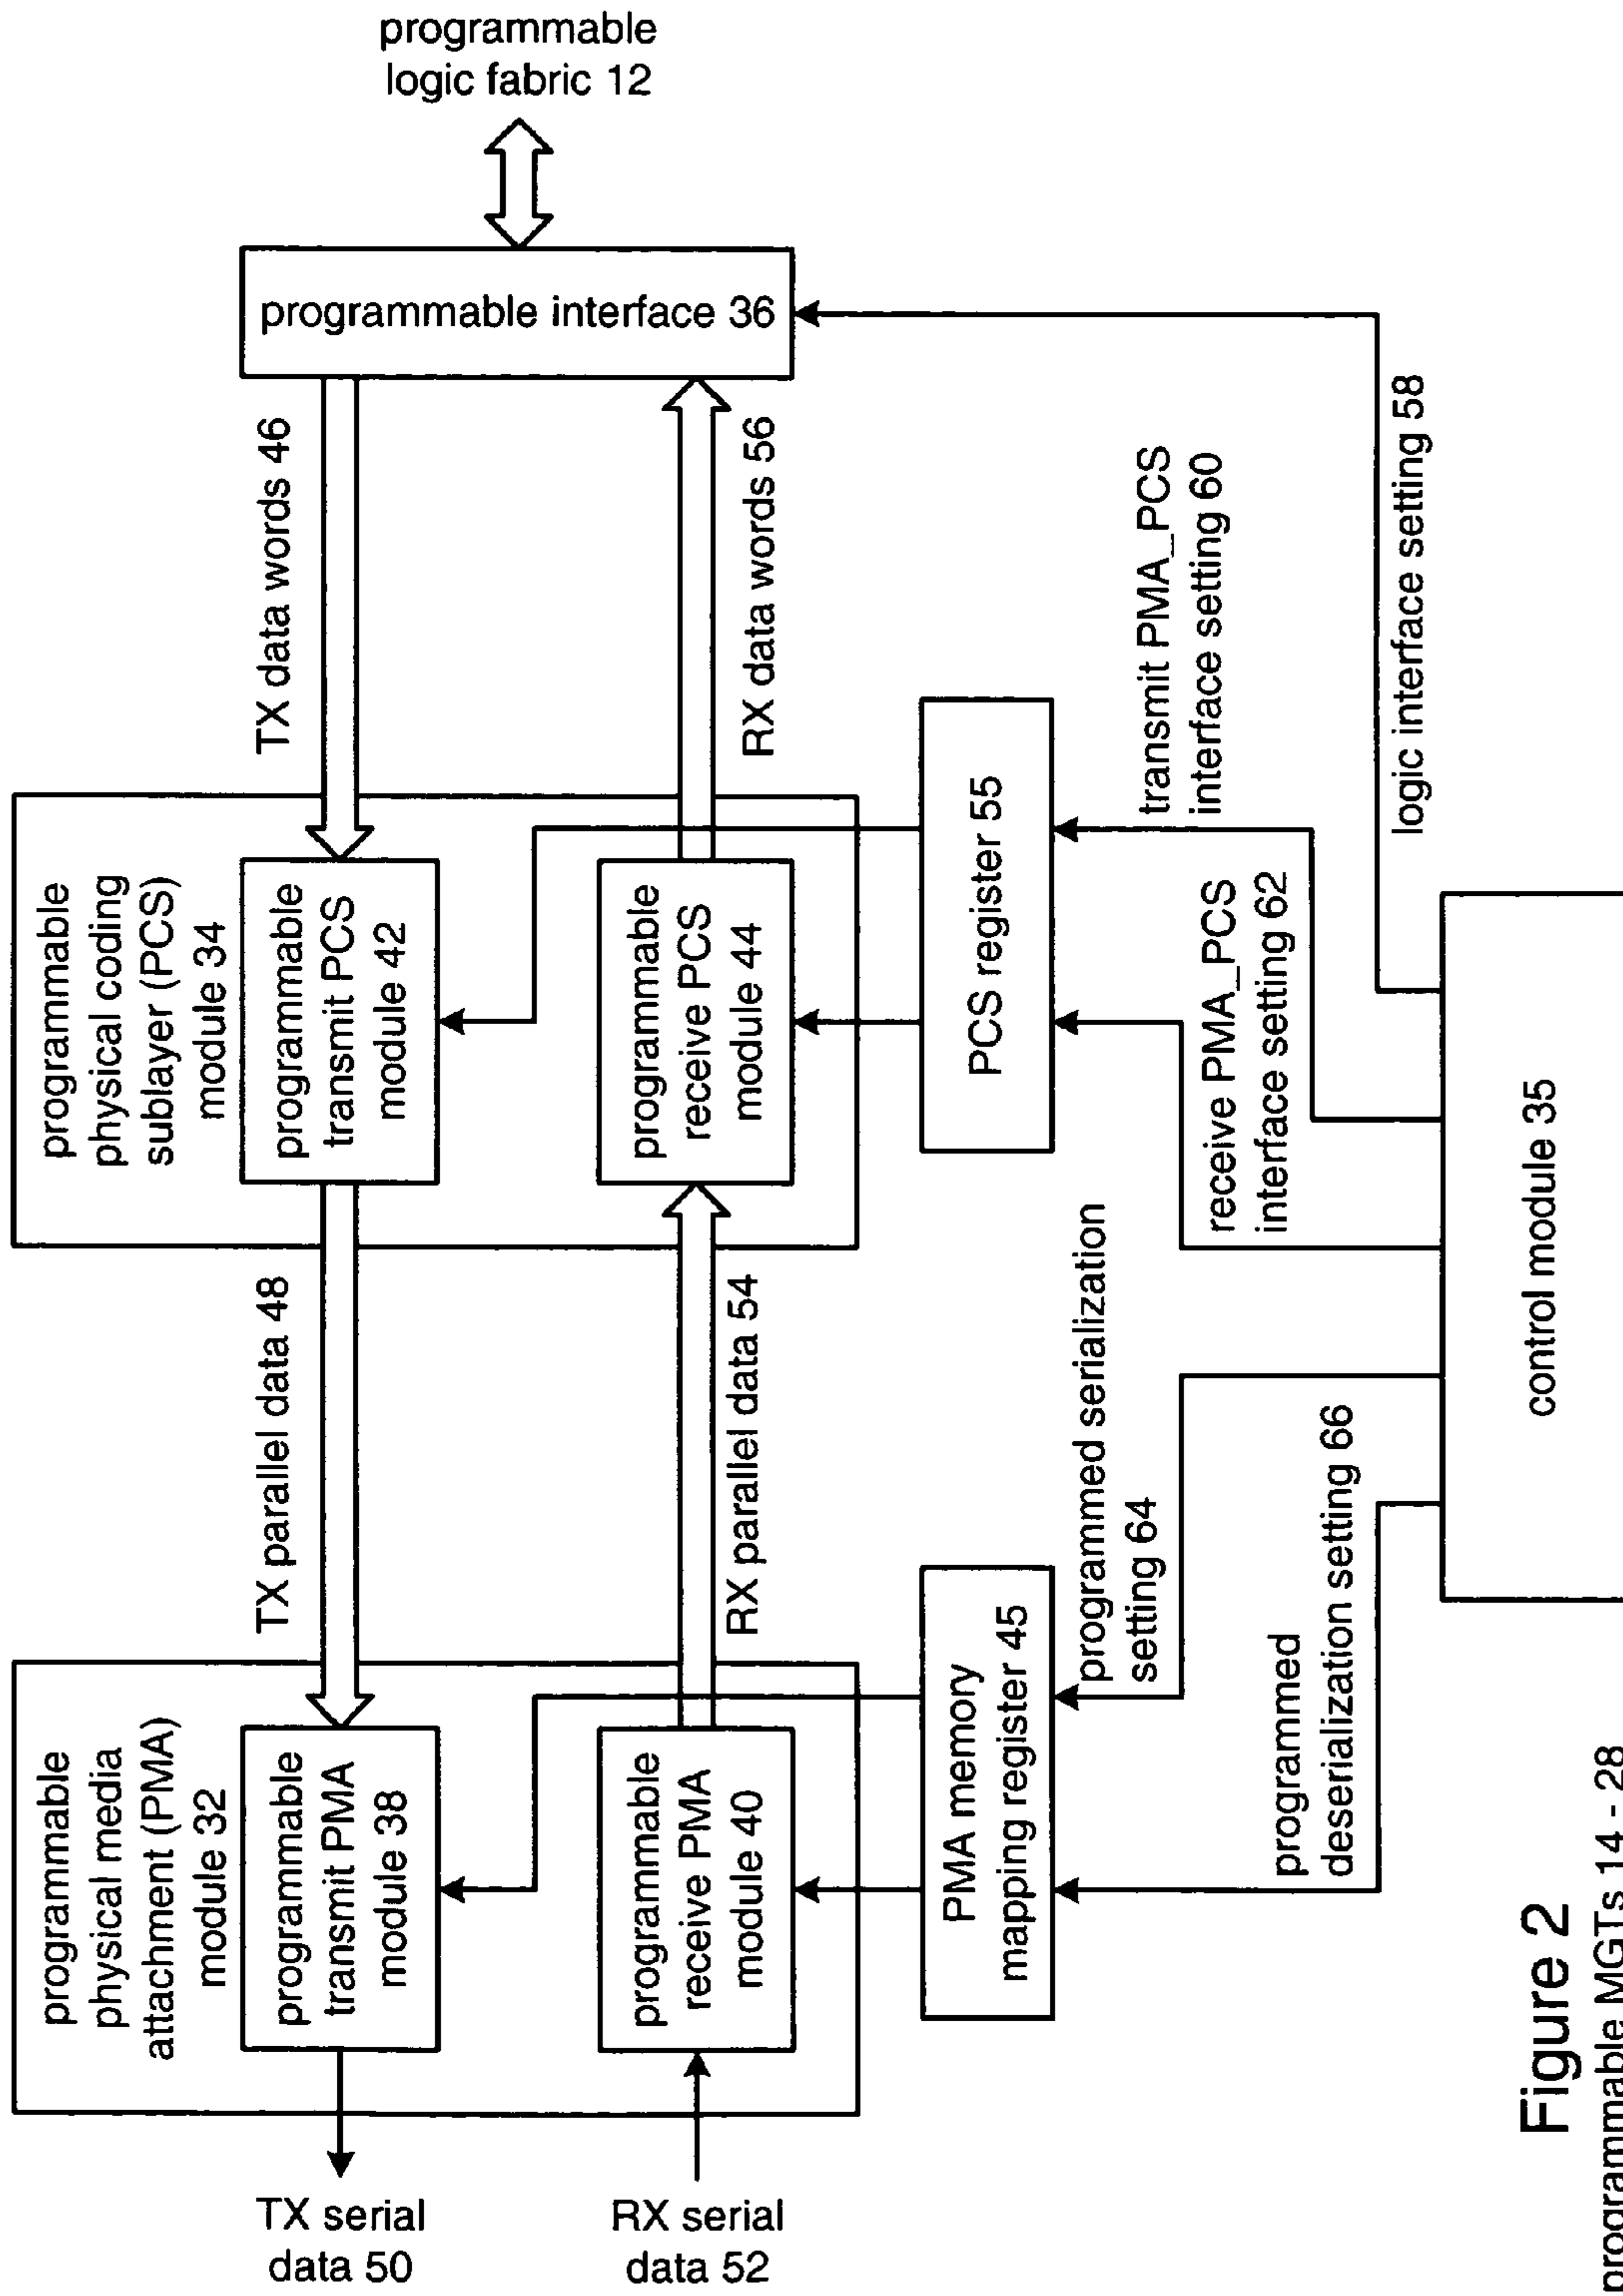 programmable
physical media
attachment (PMA)
module 32
programmable
transmit PMA
module 38
programmable
receive PMA
module 40
TX serial
data 50
RX serial
data 52
TX parallel data 48
RX parallel data 54
programmable
physical coding
sublayer (PCS)
module 34
programmable
transmit PCS
module 42
programmable
receive PCS
module 44
TX data words 46
RX data words 56
programmable interface 36
programmable
logic fabric 12
PMA memory
mapping register 45
PCS register 55
programmed serialization
setting 64
programmed
deserialization setting 66
receive PMA_PCS
interface setting 62
transmit PMA_PCS
interface setting 60
logic interface setting 58
control module 35
Figure 2
programmable MGTs 14 - 28